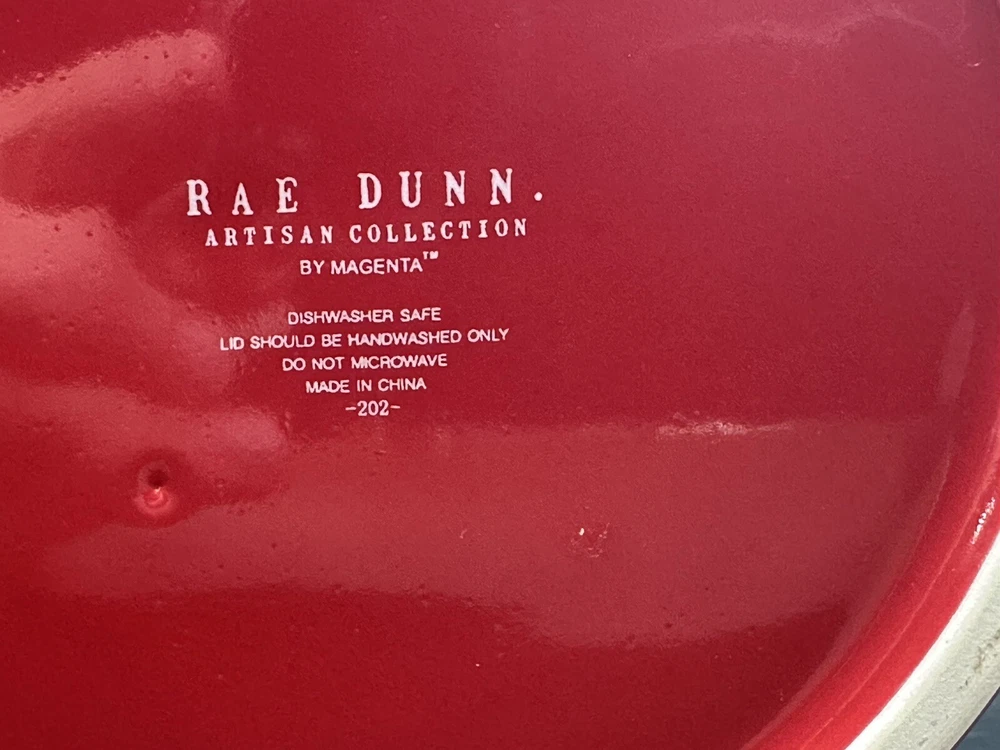 RAE DUNN.
ARTISAN COLLECTION
BY MAGENTA™
DISHWASHER SAFE
LID SHOULD BE HANDWASHED ONLY
DO NOT MICROWAVE
MADE IN CHINA
-202-